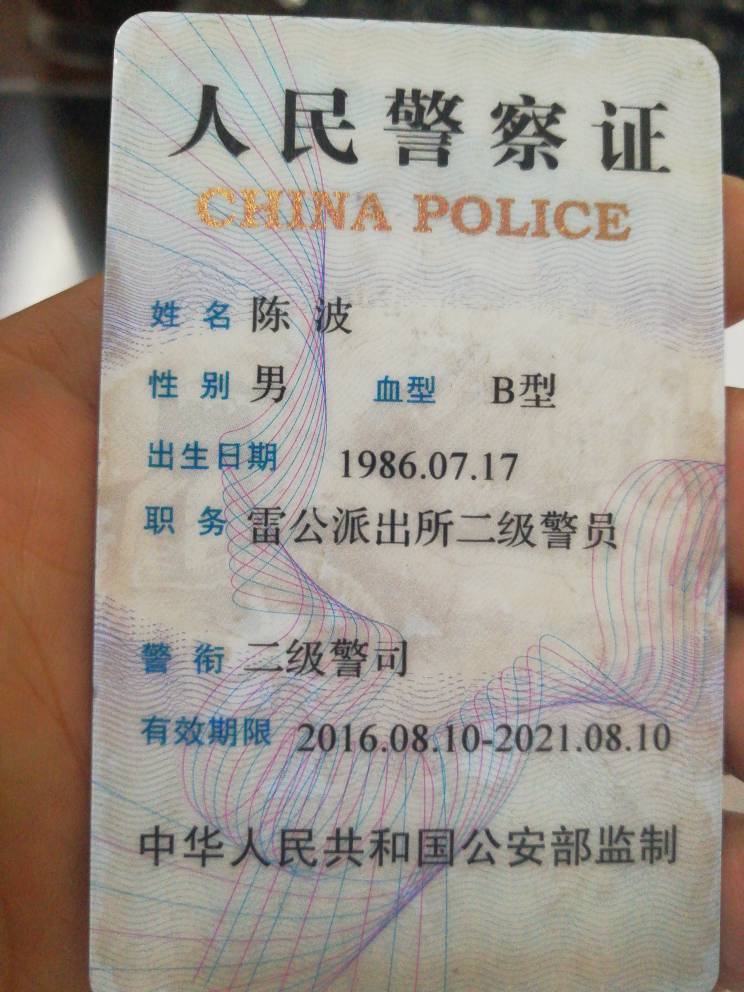 人民警察证
CHINA POLICE
姓名 陈波
性别 男 血型 B型
出生日期 1986.07.17
职务 雷公派出所二级警员
警衔 二级警司
有效期限 2016.08.10-2021.08.10
中华人民共和国公安部监制